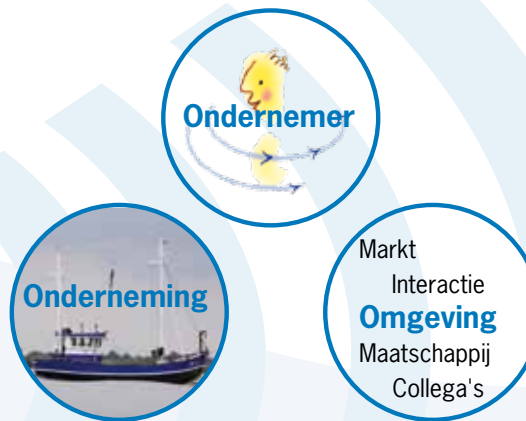 Ondernemer
Onderneming
Markt
Interactie
Omgeving
Maatschappij
Collega's